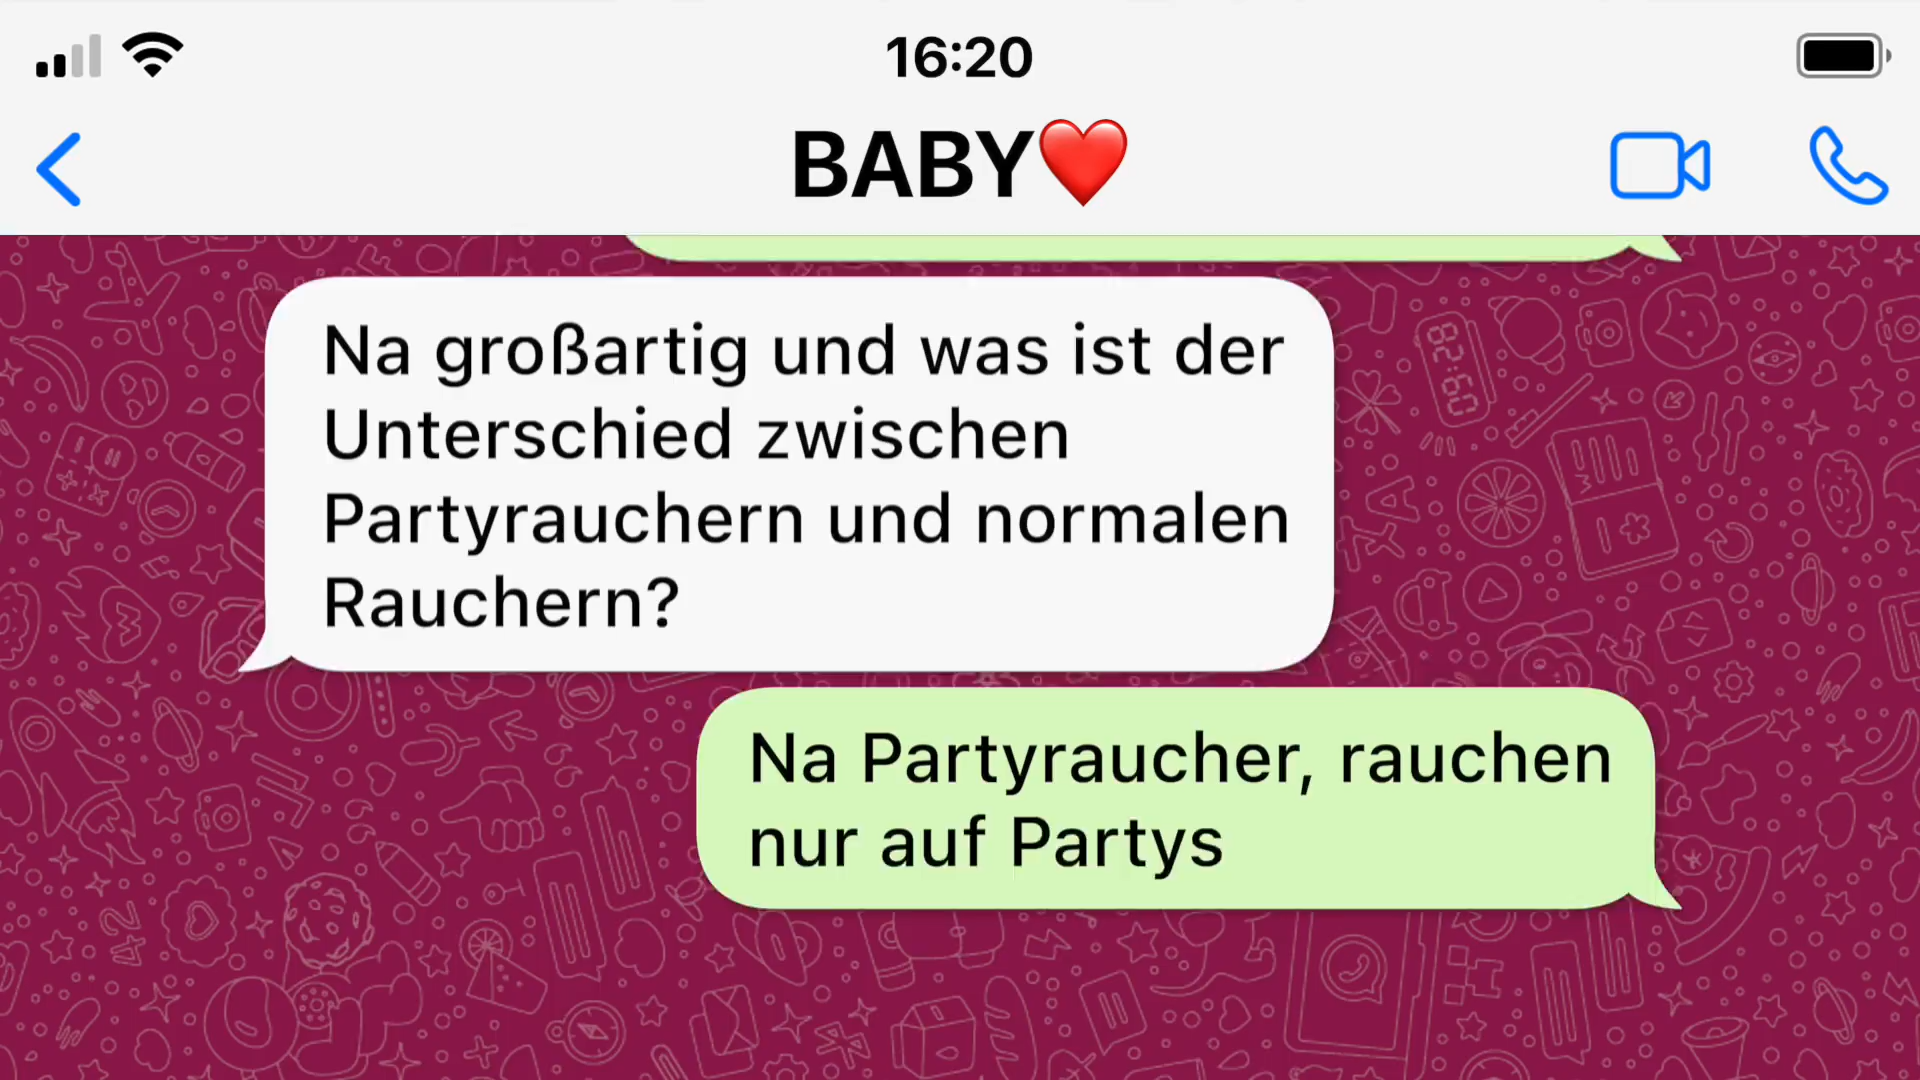 16:20
BABY❤️
Na großartig und was ist der
Unterschied zwischen
Partyrauchern und normalen
Rauchern?
Na Partyraucher, rauchen
nur auf Partys